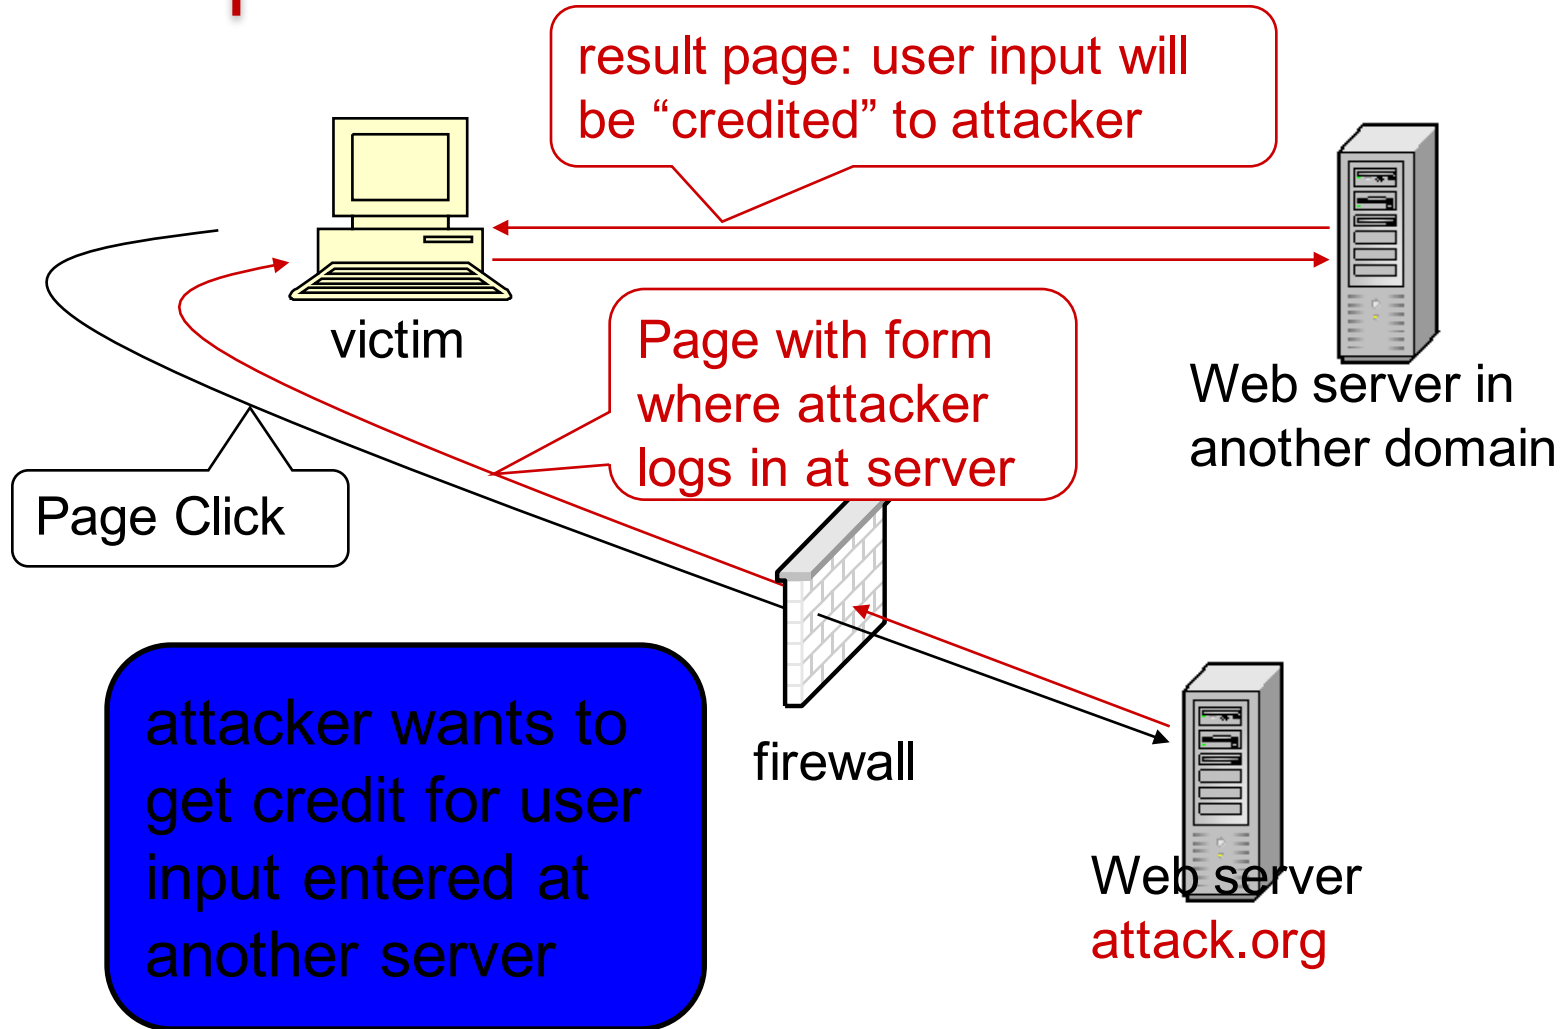 result page: user input will
be “credited” to attacker
victim
Page with form
where attacker
logs in at server
Web server in
another domain
Page Click
attacker wants to
get credit for user
input entered at
another server
firewall
Web server
attack.org